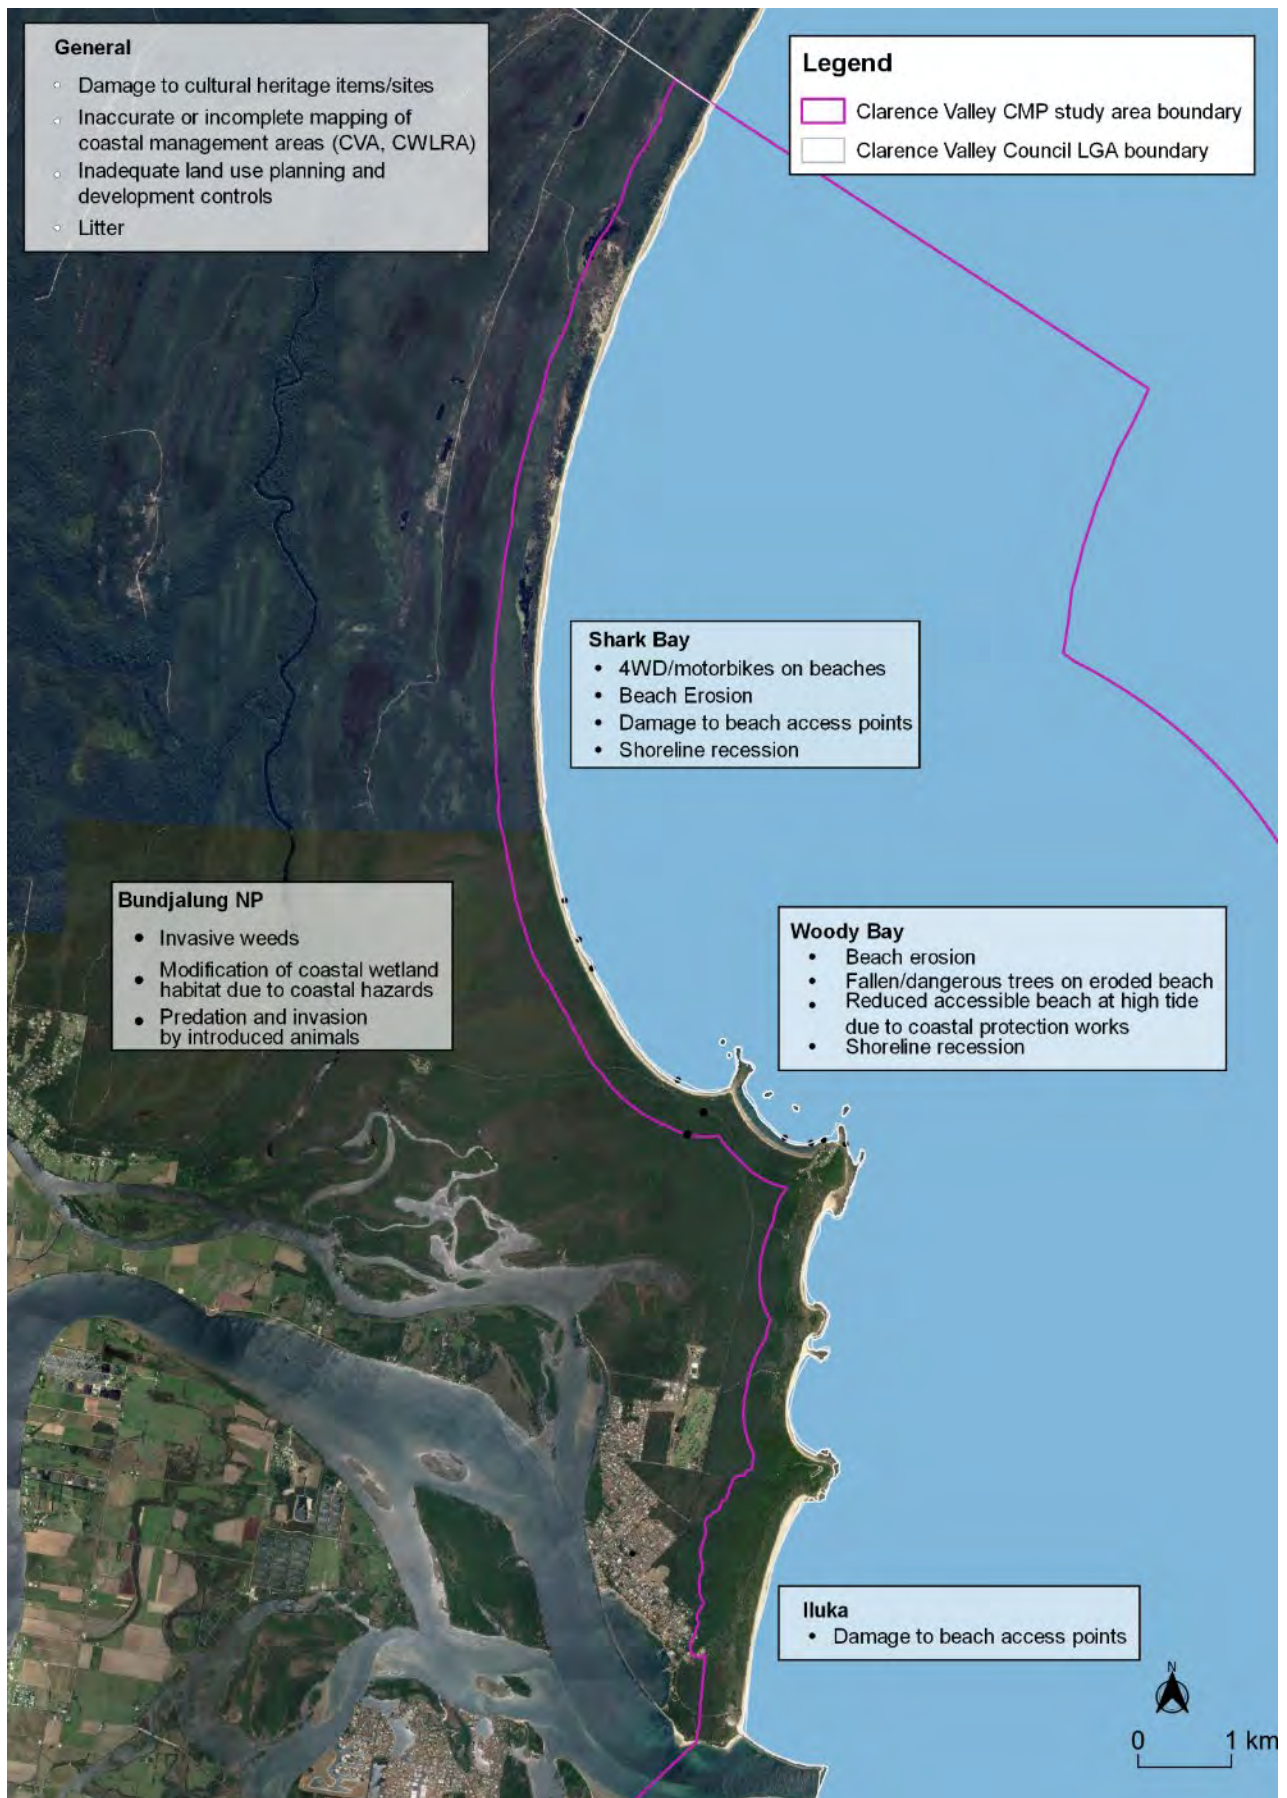 General
Damage to cultural heritage items/sites
Inaccurate or incomplete mapping of
coastal management areas (CVA, CWLRA)
Inadequate land use planning and
development controls
Litter
Legend
Clarence Valley CMP study area boundary
Clarence Valley Council LGA boundary
Shark Bay
• 4WD/motorbikes on beaches
• Beach Erosion
• Damage to beach access points
• Shoreline recession
Bundjalung NP
• Invasive weeds
• Modification of coastal wetland
habitat due to coastal hazards
• Predation and invasion
by introduced animals
Woody Bay
• Beach erosion
• Fallen/dangerous trees on eroded beach
• Reduced accessible beach at high tide
due to coastal protection works
• Shoreline recession
Iluka
• Damage to beach access points
N
0 1 km